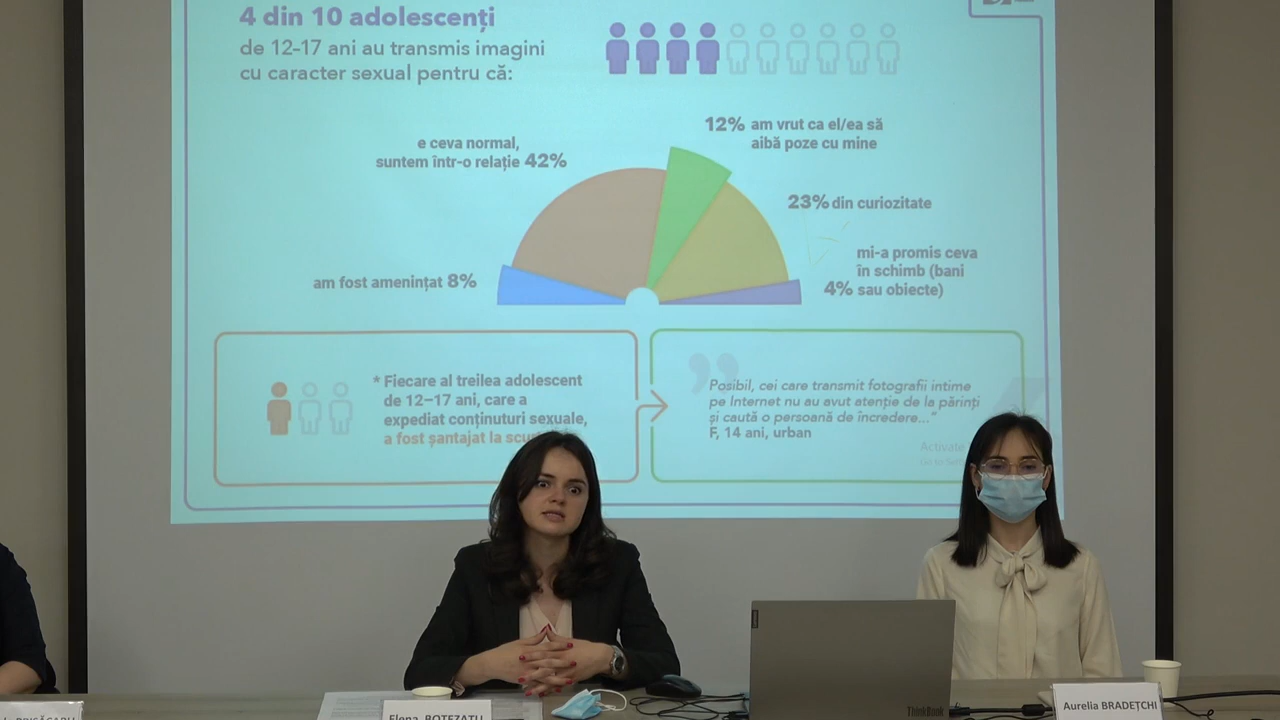 4 din 10 adolescenți
de 12-17 ani au transmis imagini
cu caracter sexual pentru că:
12% am vrut ca el/ea să
aibă poze cu mine
e ceva normal,
suntem într-o relație 42%
23% din curiozitate
mi-a promis ceva
în schimb (bani
4% sau obiecte)
am fost amenințat 8%
* Fiecare al treilea adolescent
de 12–17 ani, care a
expediat conținuturi sexuale,
a fost șantajat la
Posibil, cei care transmit fotografii intime
pe Internet nu au avut atenție de la părinți
și caută o persoană de încredere..."
F, 14 ani, urban
Activate
ThinkBook
Elena BOTEZATU
Aurelia BRADEȚCHI